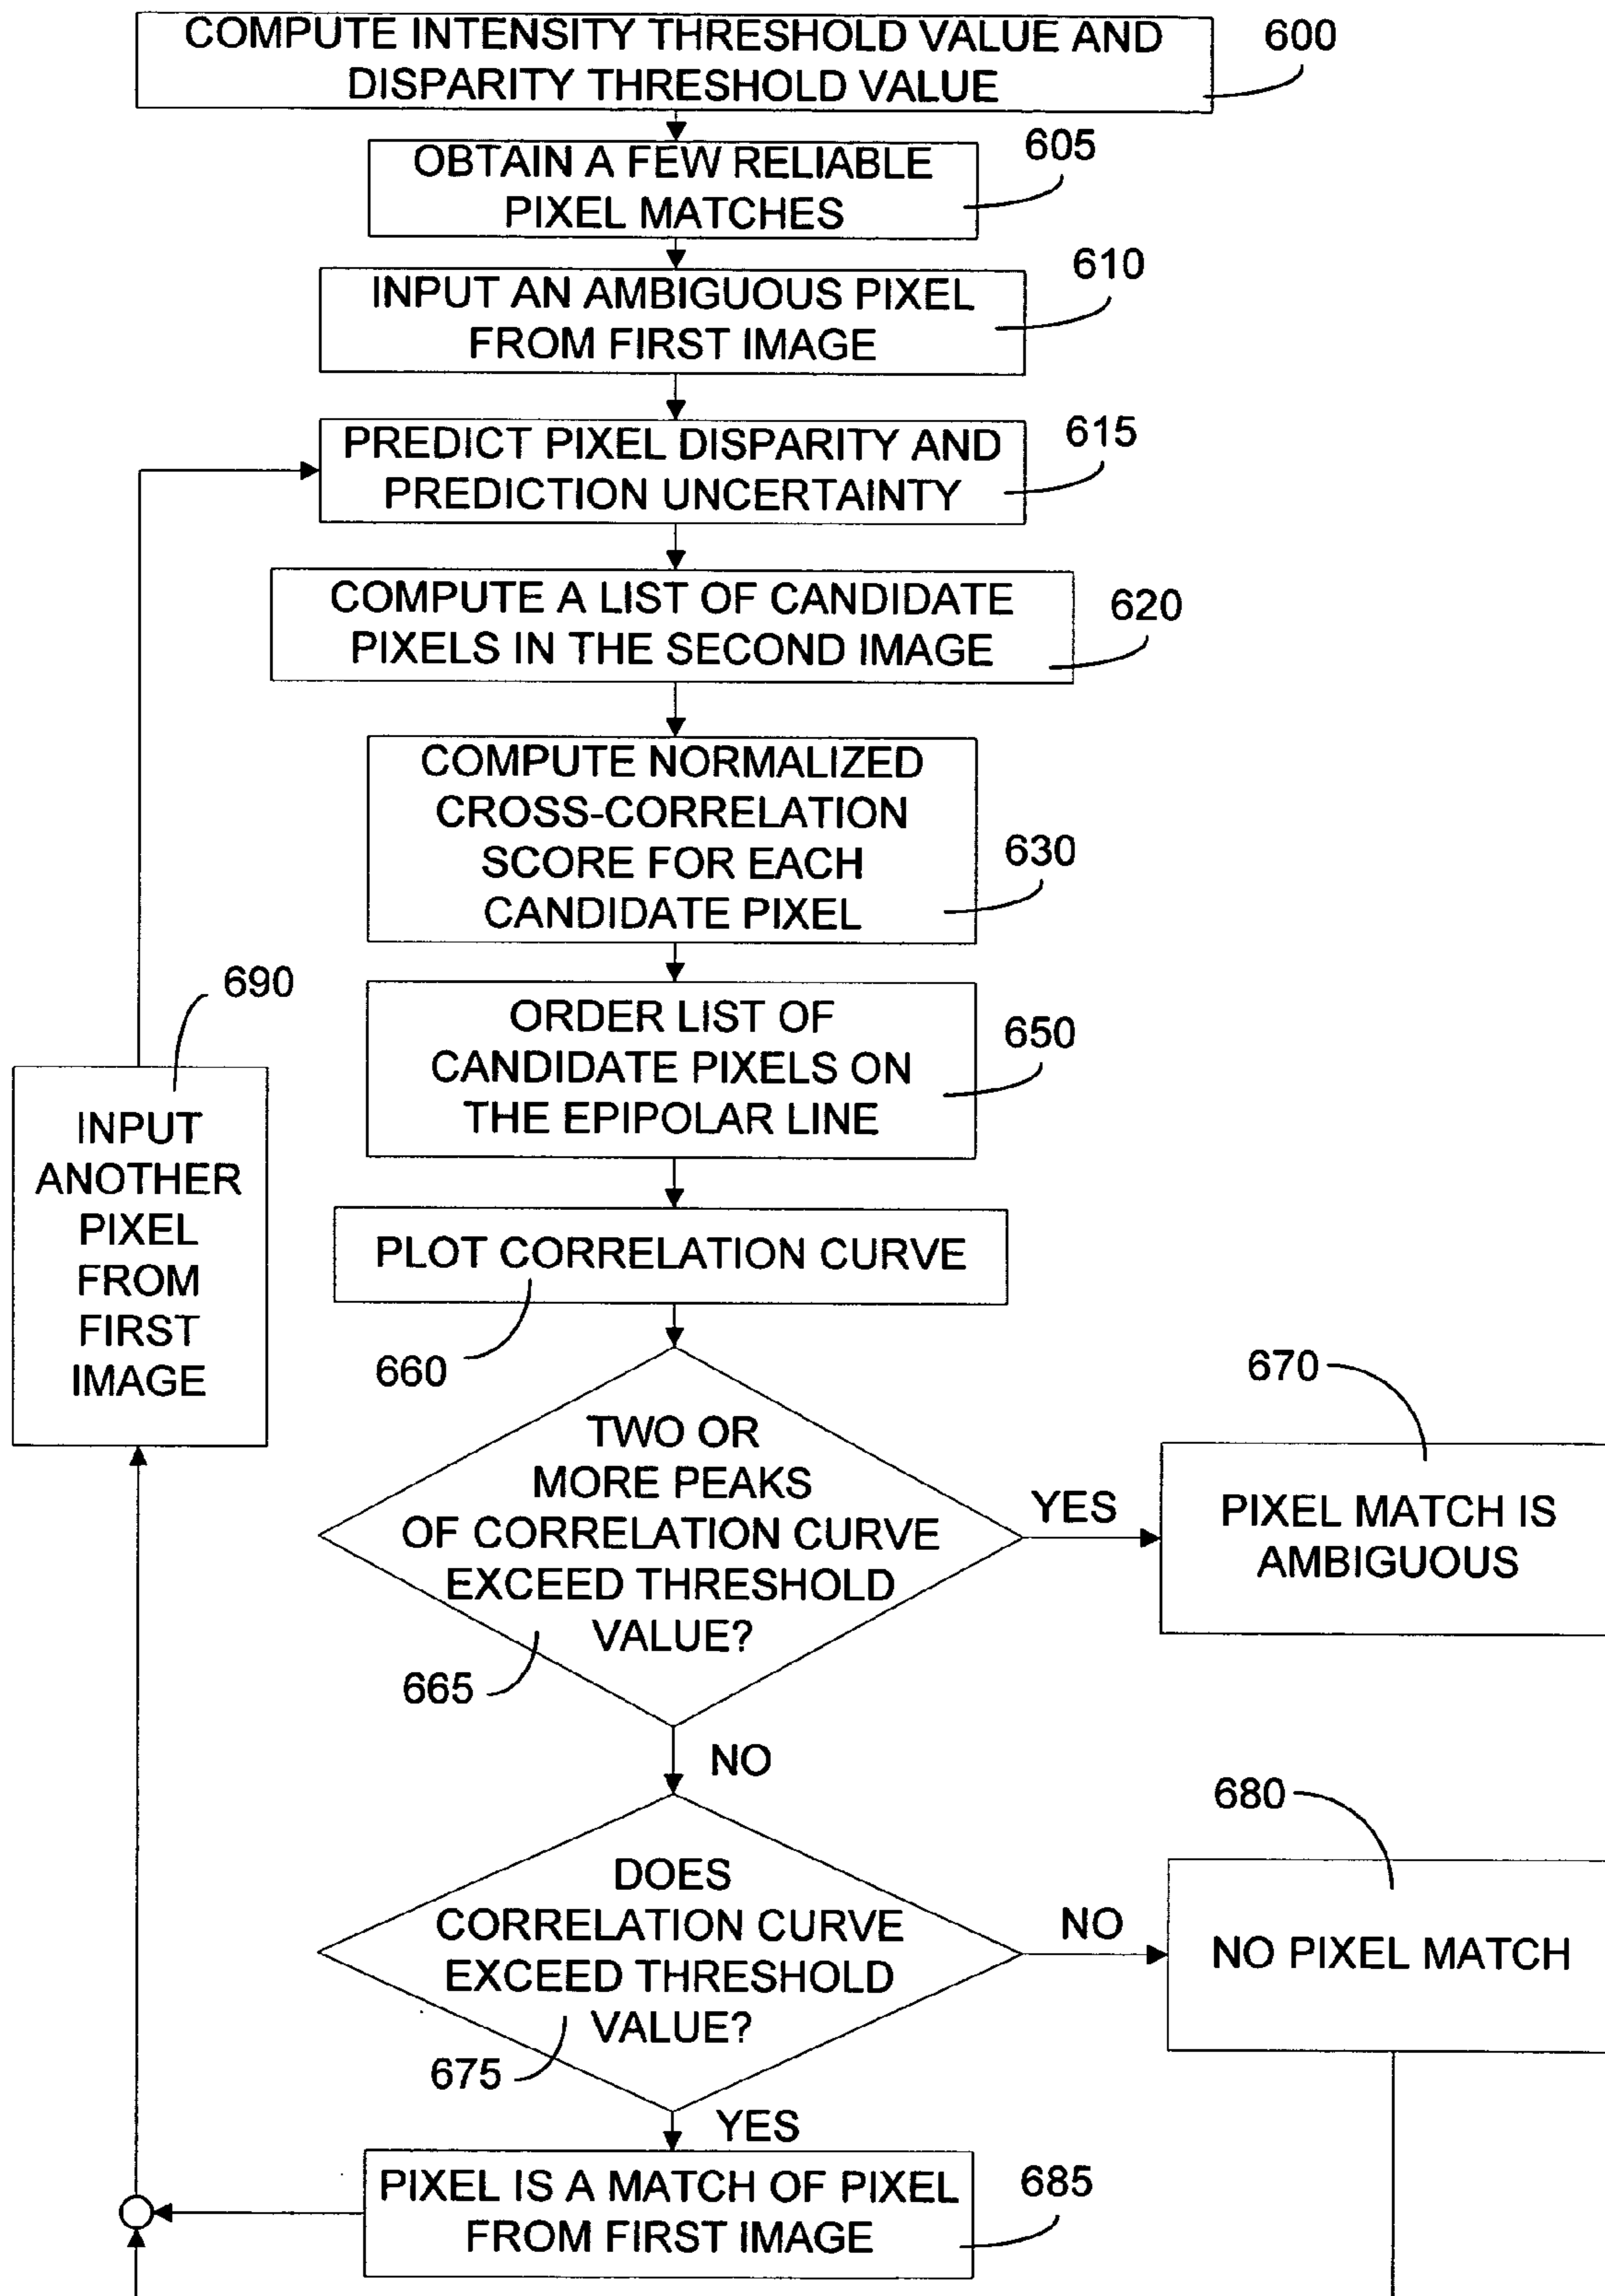 COMPUTE INTENSITY THRESHOLD VALUE AND
DISPARITY THRESHOLD VALUE
600
OBTAIN A FEW RELIABLE
PIXEL MATCHES
605
INPUT AN AMBIGUOUS PIXEL
FROM FIRST IMAGE
610
PREDICT PIXEL DISPARITY AND
PREDICTION UNCERTAINTY
615
COMPUTE A LIST OF CANDIDATE
PIXELS IN THE SECOND IMAGE
620
COMPUTE NORMALIZED
CROSS-CORRELATION
SCORE FOR EACH
CANDIDATE PIXEL
630
ORDER LIST OF
CANDIDATE PIXELS ON
THE EPIPOLAR LINE
650
690
INPUT
ANOTHER
PIXEL
FROM
FIRST
IMAGE
PLOT CORRELATION CURVE
660
TWO OR
MORE PEAKS
OF CORRELATION CURVE
EXCEED THRESHOLD
VALUE?
665
YES
670
PIXEL MATCH IS
AMBIGUOUS
NO
DOES
CORRELATION CURVE
EXCEED THRESHOLD
VALUE?
675
NO
680
NO PIXEL MATCH
YES
PIXEL IS A MATCH OF PIXEL
FROM FIRST IMAGE
685